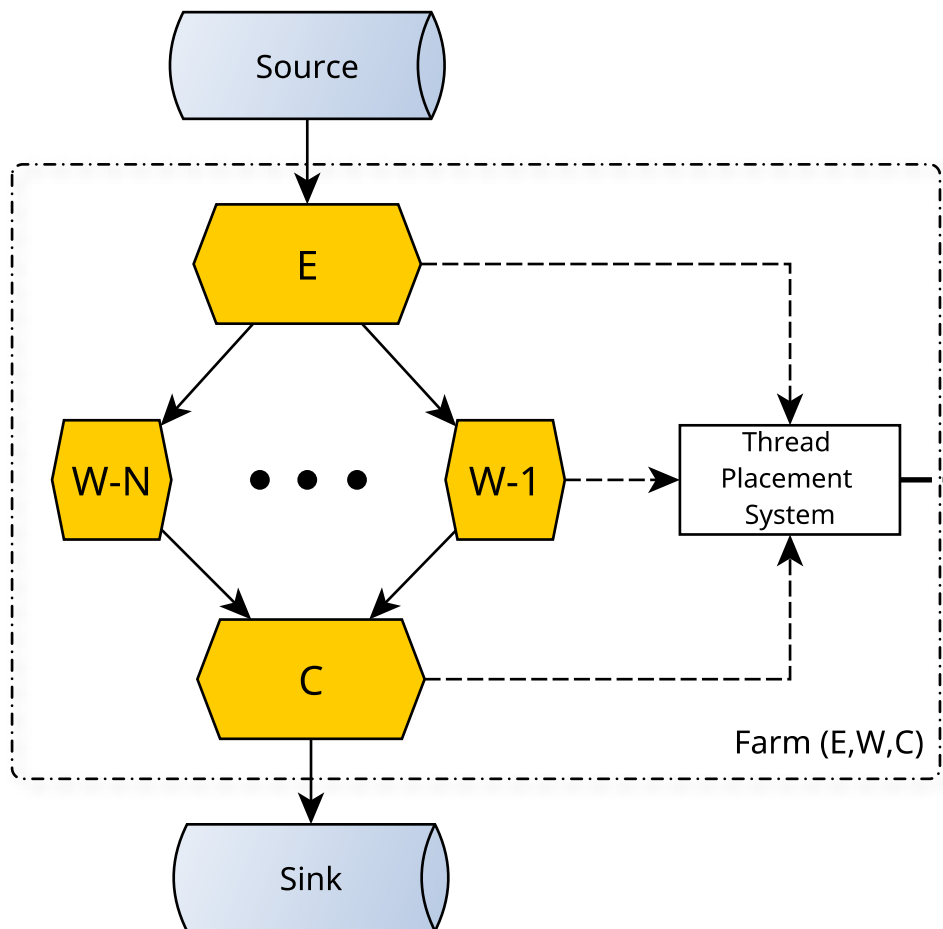 Source
E
W-N
W-1
Thread
Placement
System
C
Farm (E,W,C)
Sink